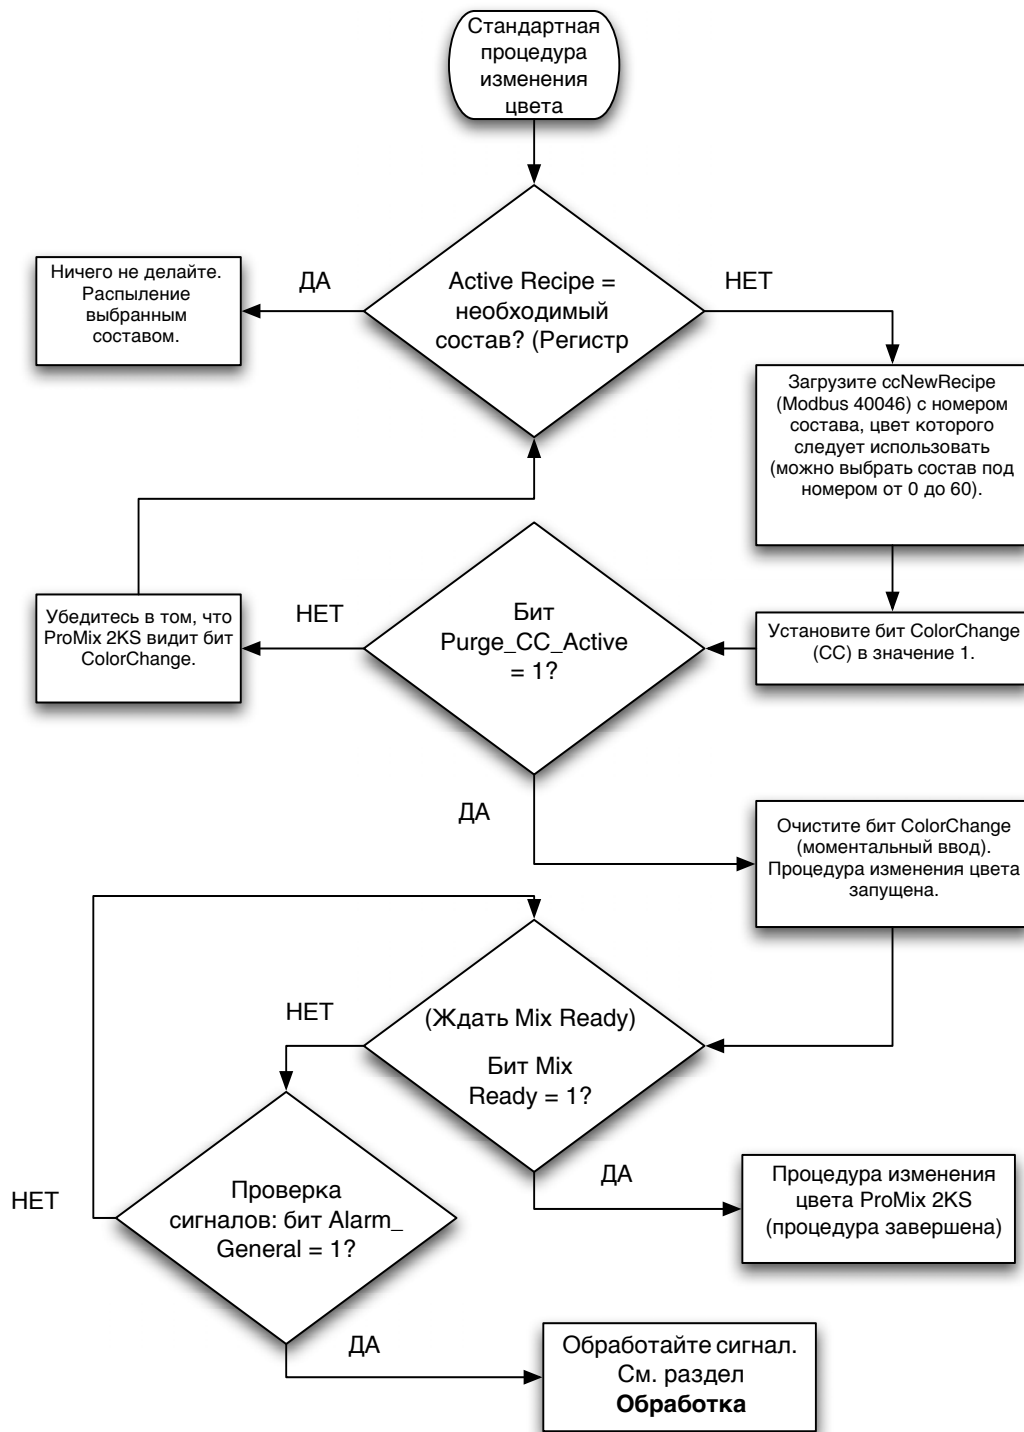 Стандартная
процедура
изменения
цвета
Ничего не делайте.
Распыление
выбранным
составом.
ДА
Active Recipe =
необходимый
состав? (Регистр
НЕТ
Загрузите ccNewRecipe
(Modbus 40046) с номером
состава, цвет которого
следует использовать
(можно выбрать состав под
номером от 0 до 60).
Убедитесь в том, что
ProMix 2KS видит бит
ColorChange.
НЕТ
Бит
Purge_CC_Active
= 1?
Установите бит ColorChange
(CC) в значение 1.
ДА
Очистите бит ColorChange
(моментальный ввод).
Процедура изменения цвета
запущена.
НЕТ
(Ждать Mix Ready)
Бит Mix
Ready = 1?
ДА
Процедура изменения
цвета ProMix 2KS
(процедура завершена)
НЕТ
Проверка
сигналов: бит Alarm_
General = 1?
ДА
Обработайте сигнал.
См. раздел
Обработка